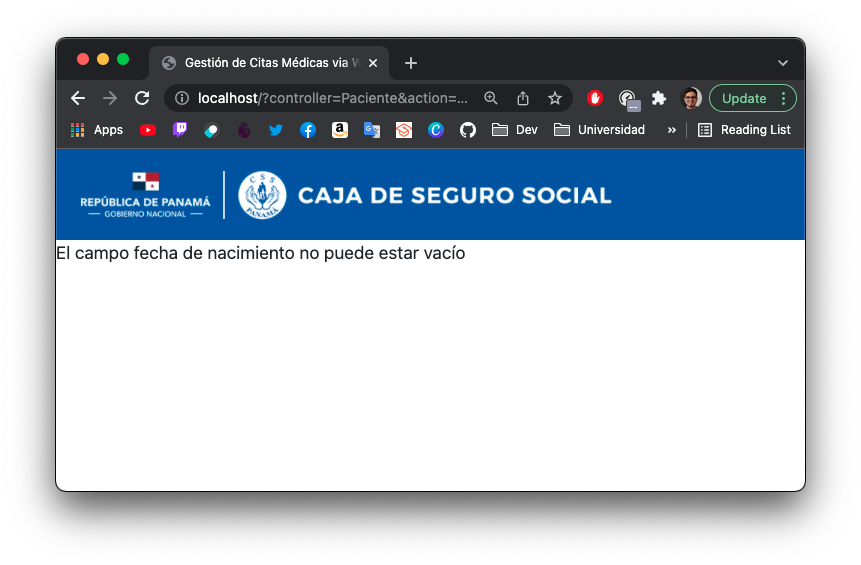 Gestión de Citas Médicas via W
localhost/?controller=Paciente&action=...
Update
Apps
Dev
Universidad
»
Reading List
REPÚBLICA DE PANAMÁ
— GOBIERNO NACIONAL —
CSS
PANAMÁ
CAJA DE SEGURO SOCIAL
El campo fecha de nacimiento no puede estar vacío